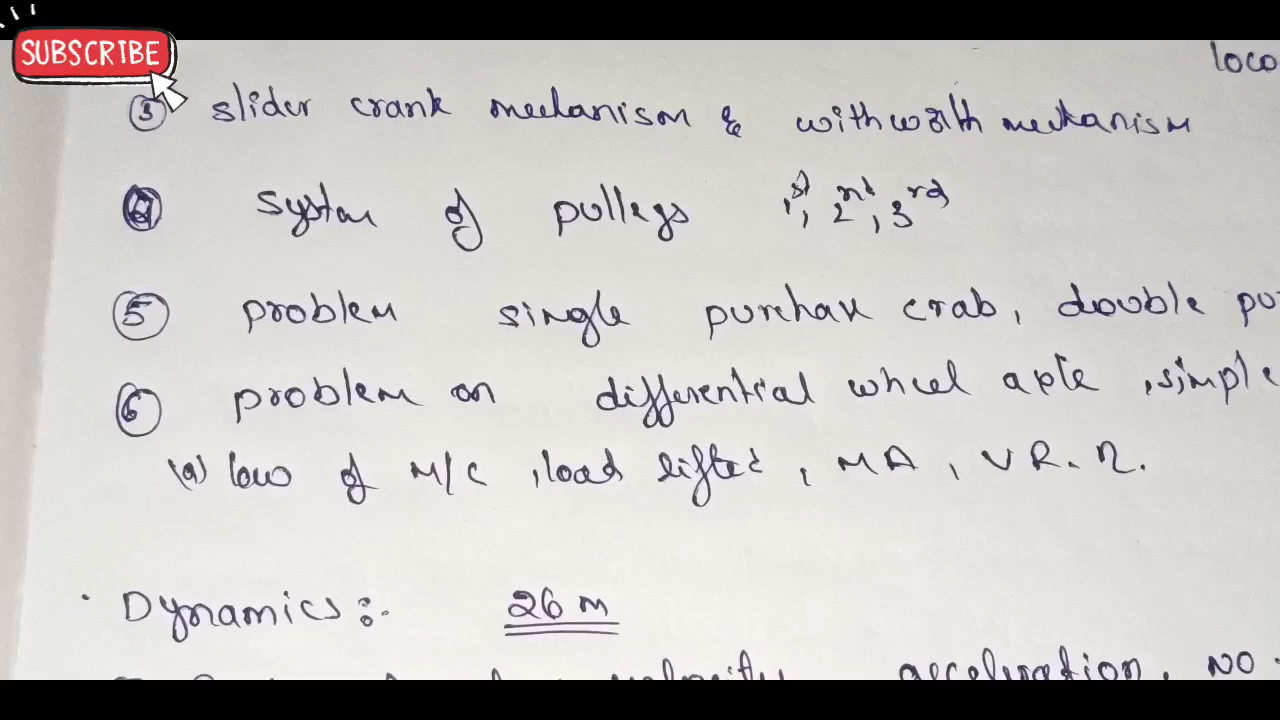 SUBSCRIBE
loco
③ slider crank mechanism & withworth mechanism
④ system of pulleys 1st, 2nd, 3rd
⑤ problem single purchase crab, double pu
⑥ problem on differential wheel axle, simple
(a) law of M/C, load lifted, MA, VR. η.
Dynamics:- 26 m
velocity acceleration, NO